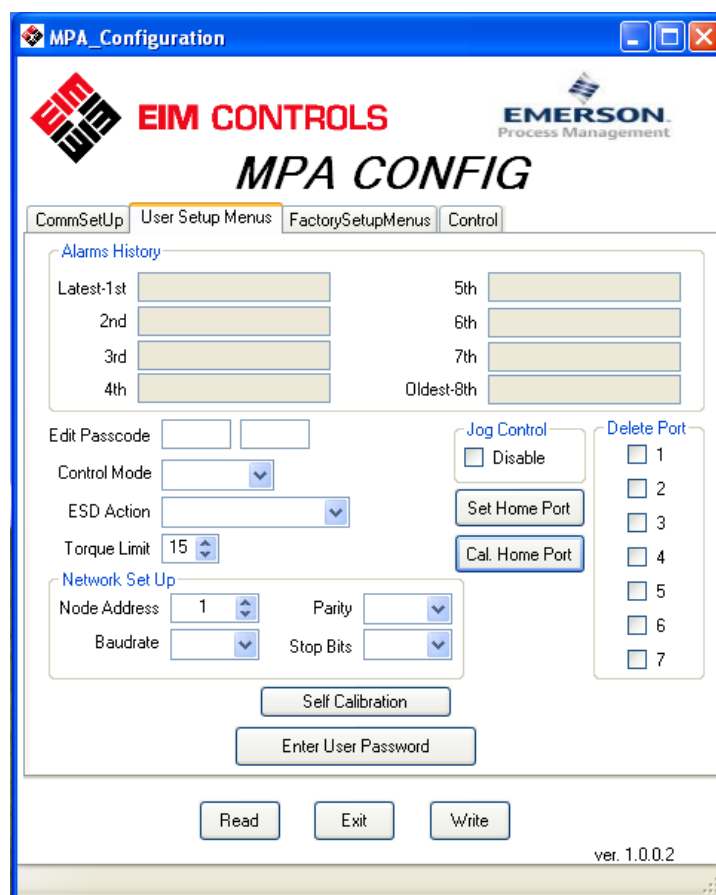 MPA_Configuration
EIM
EIM
EIM CONTROLS
EMERSON
Process Management
MPA CONFIG
CommSetUp User Setup Menus FactorySetupMenus Control
Alarms History
Latest-1st 5th
2nd 6th
3rd 7th
4th Oldest-8th
Edit Passcode
Control Mode
ESD Action
Torque Limit 15
Jog Control
Disable
Set Home Port
Cal. Home Port
Delete Port
1
2
3
4
5
6
7
Network Set Up
Node Address 1 Parity
Baudrate Stop Bits
Self Calibration
Enter User Password
Read Exit Write
ver. 1.0.0.2